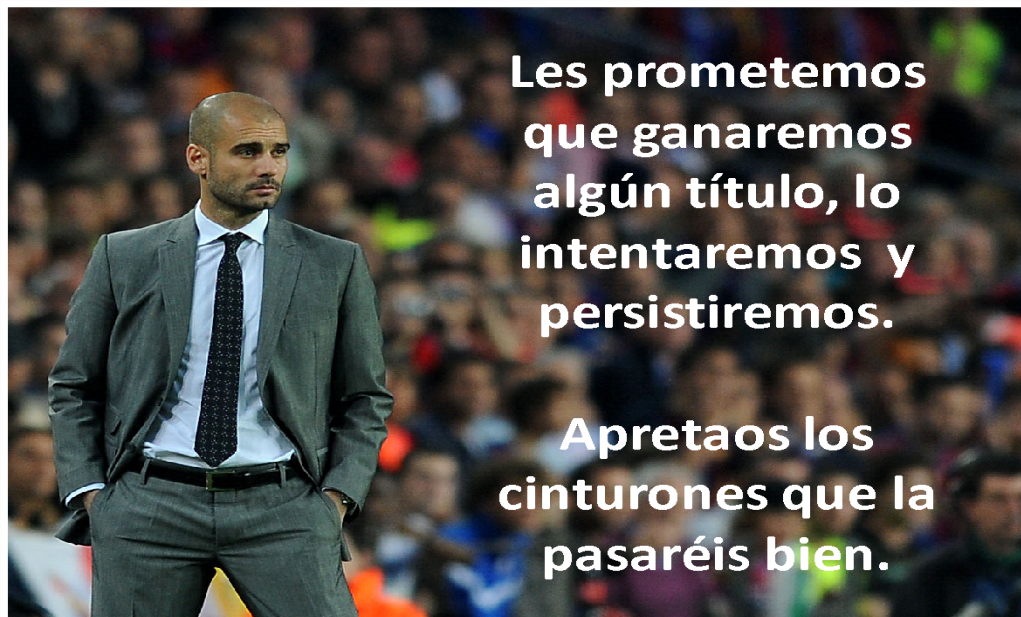 Les prometemos
que ganaremos
algún título, lo
intentaremos  y
persistiremos.
Apretaos los
cinturones que la
pasaréis bien.